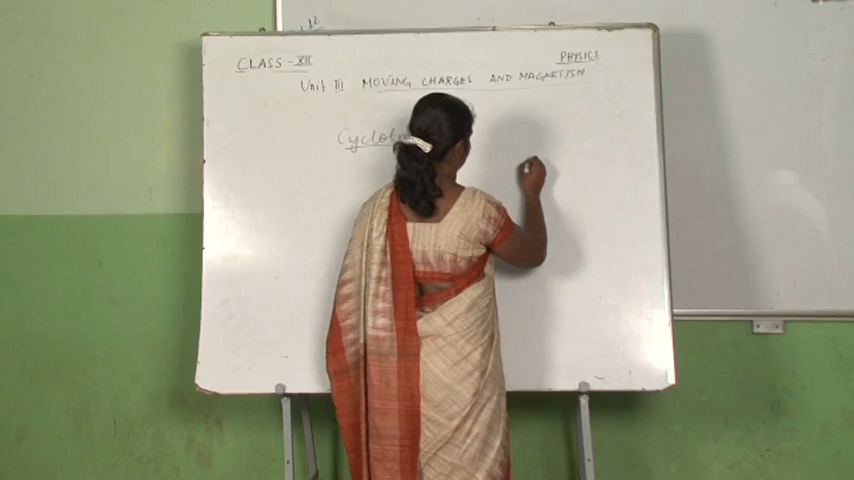 CLASS - XII
PHYSICS
Unit III MOVING CHARGES AND MAGNETISM